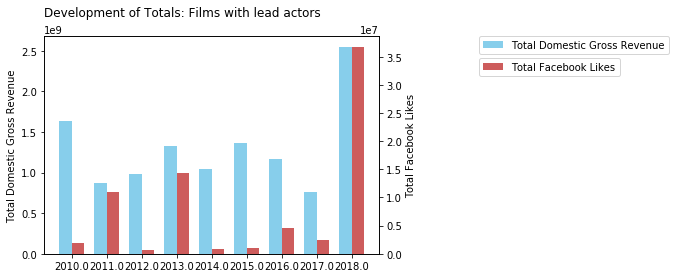 Development of Totals: Films with lead actors
1e9
1e7
2.5
2.0
1.5
1.0
0.5
0.0
Total Domestic Gross Revenue
3.5
3.0
2.5
2.0
1.5
1.0
0.5
0.0
Total Facebook Likes
2010.0 2011.0 2012.0 2013.0 2014.0 2015.0 2016.0 2017.0 2018.0
Total Domestic Gross Revenue
Total Facebook Likes